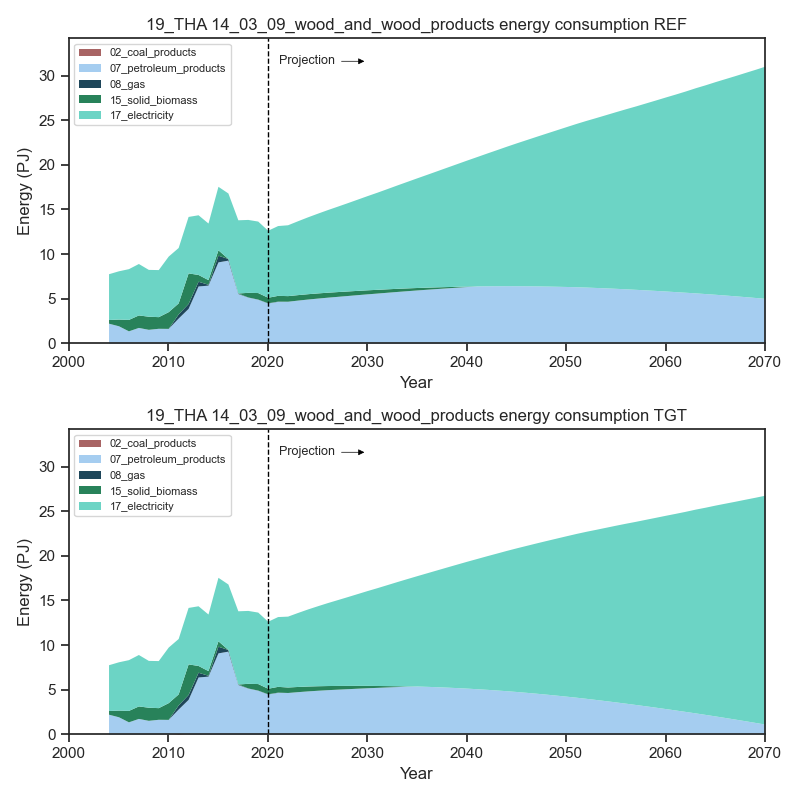 19_THA 14_03_09_wood_and_wood_products energy consumption REF
02_coal_products
07_petroleum_products
08_gas
15_solid_biomass
17_electricity
Projection
Energy (PJ)
30
25
20
15
10
5
0
2000 2010 2020 2030 2040 2050 2060 2070
Year
19_THA 14_03_09_wood_and_wood_products energy consumption TGT
02_coal_products
07_petroleum_products
08_gas
15_solid_biomass
17_electricity
Projection
Energy (PJ)
30
25
20
15
10
5
0
2000 2010 2020 2030 2040 2050 2060 2070
Year